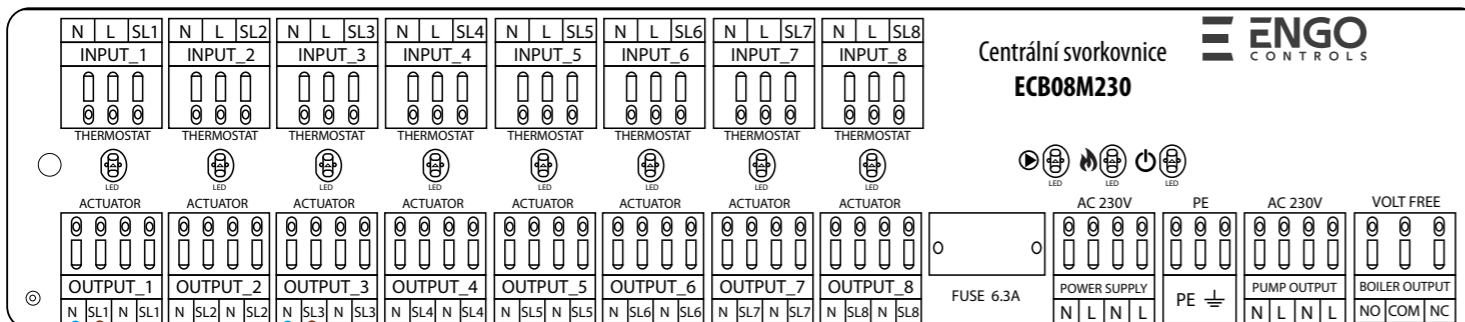 N L SL1 N L SL2 N L SL3 N L SL4 N L SL5 N L SL6 N L SL7 N L SL8
INPUT_1 INPUT_2 INPUT_3 INPUT_4 INPUT_5 INPUT_6 INPUT_7 INPUT_8
THERMOSTAT THERMOSTAT THERMOSTAT THERMOSTAT THERMOSTAT THERMOSTAT THERMOSTAT THERMOSTAT
ENGO
CONTROLS
Centrální svorkovnice
ECB08M230
LED LED LED LED LED LED LED LED LED LED LED
ACTUATOR ACTUATOR ACTUATOR ACTUATOR ACTUATOR ACTUATOR ACTUATOR ACTUATOR AC 230V PE AC 230V VOLT FREE
OUTPUT_1 OUTPUT_2 OUTPUT_3 OUTPUT_4 OUTPUT_5 OUTPUT_6 OUTPUT_7 OUTPUT_8 FUSE 6.3A POWER SUPPLY PE PUMP OUTPUT BOILER OUTPUT
N SL1 N SL1 N SL2 N SL2 N SL3 N SL3 N SL4 N SL4 N SL5 N SL5 N SL6 N SL6 N SL7 N SL7 N SL8 N SL8 N L N L N L N L NO COM NC